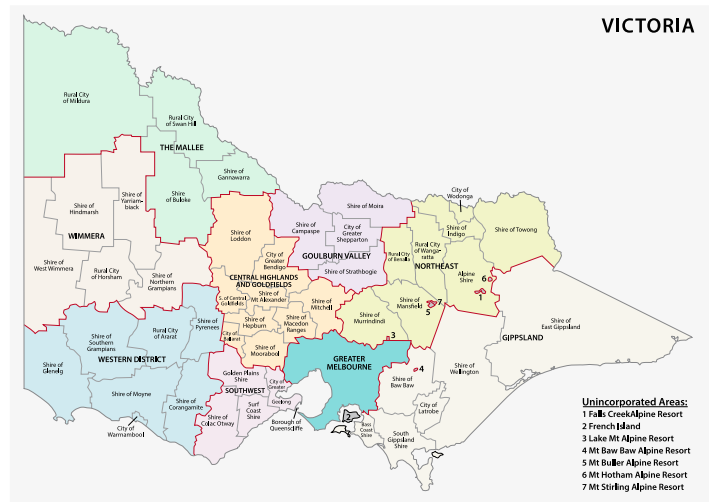 VICTORIA
Rural City
of Mildura
Rural City
of Swan Hill
THE MALLEE
Shire of
Gannawarra
Shire
of
Buloke
Shire of
Hindmarsh
Shire of
Yarriam-
biack
WIMMERA
Shire of
West Wimmera
Rural City
of Horsham
Shire of
Northern
Grampians
Shire of
Loddon
City of
Greater
Bendigo
CENTRAL HIGHLANDS
AND GOLDFIELDS
S. of Central
Goldfields
Shire of
Mt Alexander
Shire of
Mitchell
Shire of
Hepburn
Shire of
Macedon
Ranges
City of
Ballarat
Shire of
Moorabool
Shire of
Campaspe
Shire of Moira
City of
Greater
Shepparton
GOULBURN VALLEY
Shire of Strathbogie
City of
Wodonga
Shire of
Indigo
Shire of Towong
Rural City
of Benalla
Rural City of
Wanga-
ratta
NORTHEAST
Alpine
Shire
Shire of
Mansfield
Shire of
Murrindindi
6
1
7
5
3
4
2
Shire of
Southern
Grampians
Rural City of
Ararat
Shire of
Pyrenees
WESTERN DISTRICT
Shire of
Glenelg
Shire of Moyne
Shire of
Corangamite
City of
Warrnambool
Golden Plains
Shire
SOUTHWEST
City of
Greater
Geelong
Surf
Coast
Shire
Shire of
Colac Otway
Borough of
Queenscliffe
GREATER
MELBOURNE
GIPPSLAND
Shire of
East Gippsland
Shire of
Wellington
Shire of
Baw Baw
City of
Latrobe
Bass
Coast
Shire
South
Gippsland
Shire
Unincorporated Areas:
1 Falls CreekAlpine Resort
2 French Island
3 Lake Mt Alpine Resort
4 Mt Baw Baw Alpine Resort
5 Mt Buller Alpine Resort
6 Mt Hotham Alpine Resort
7 Mt Stirling Alpine Resort